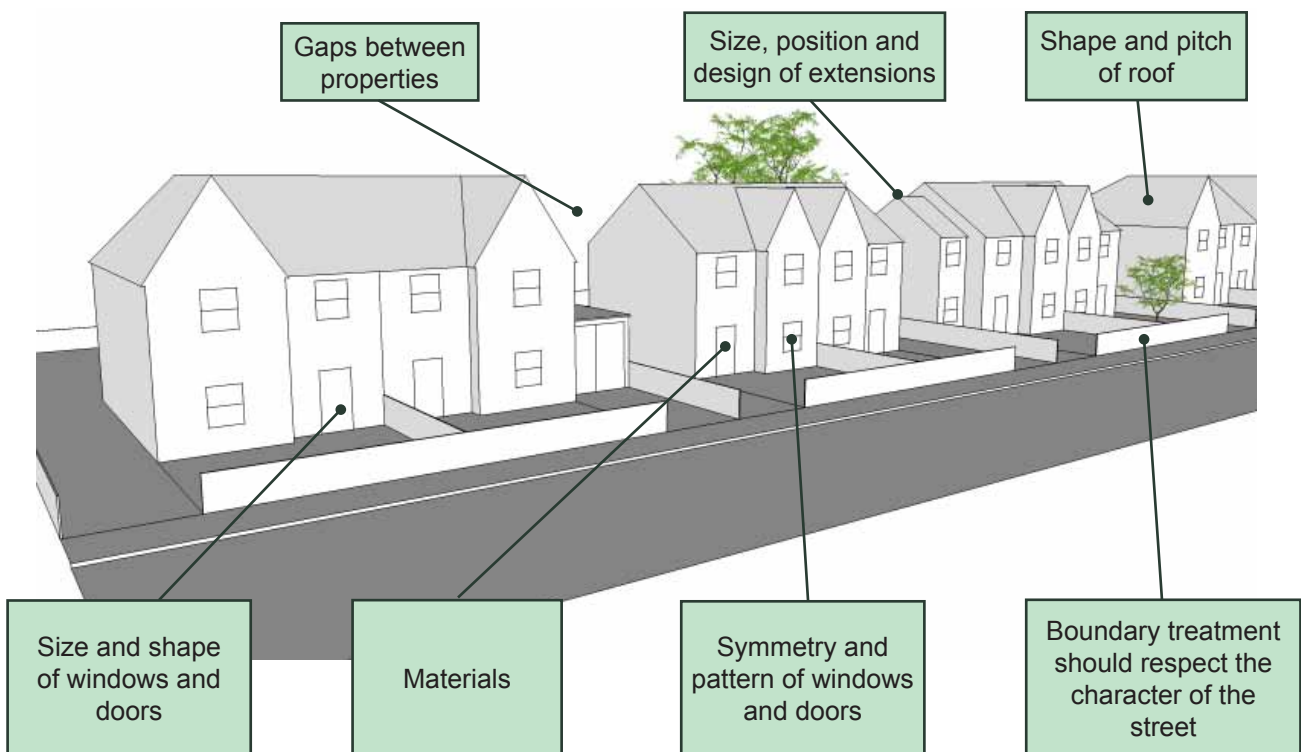 Gaps between
properties
Size, position and
design of extensions
Shape and pitch
of roof
Size and shape
of windows and
doors
Materials
Symmetry and
pattern of windows
and doors
Boundary treatment
should respect the
character of the
street